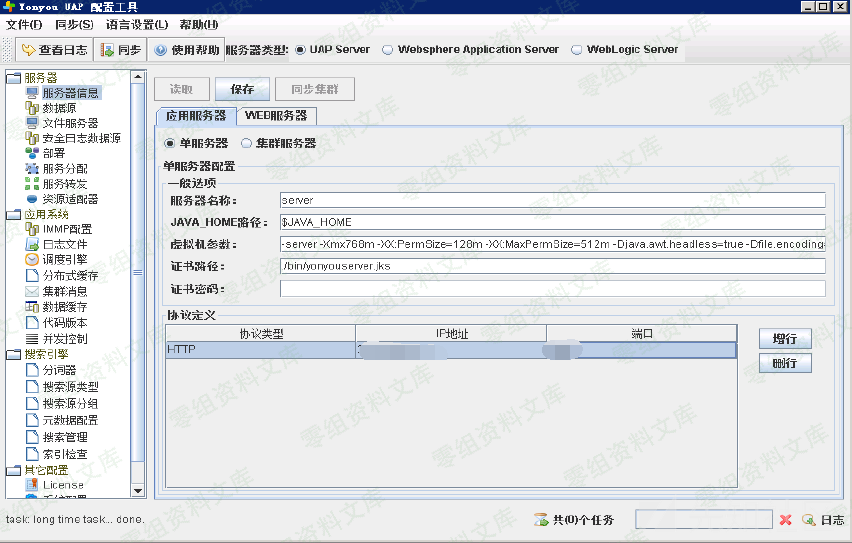 Yonyou UAP 配置工具
文件(F) 同步(S) 语言设置(L) 帮助(H)
查看日志 同步 使用帮助 服务器类型: UAP Server Websphere Application Server WebLogic Server
服务器
服务器信息
数据源
文件服务器
安全日志数据源
部署
服务分配
服务转发
资源适配器
应用系统
IMMP配置
日志文件
调度引擎
分布式缓存
集群消息
数据缓存
代码版本
并发控制
搜索引擎
分词器
搜索源类型
搜索源分组
元数据配置
搜索管理
索引检查
其它配置
License
读取 保存 同步集群
应用服务器 WEB服务器
单服务器 集群服务器
单服务器配置
一般选项
服务器名称: server
JAVA_HOME路径: $JAVA_HOME
虚拟机参数: -server -Xmx768m -XX:PermSize=128m -XX:MaxPermSize=512m -Djava.awt.headless=true -Dfile.encoding
证书路径: /bin/yonyouserver.jks
证书密码:
协议定义
协议类型 IP地址 端口
HTTP
增行
删行
task: long time task... done.
共(0)个任务 日志
零组资料文库